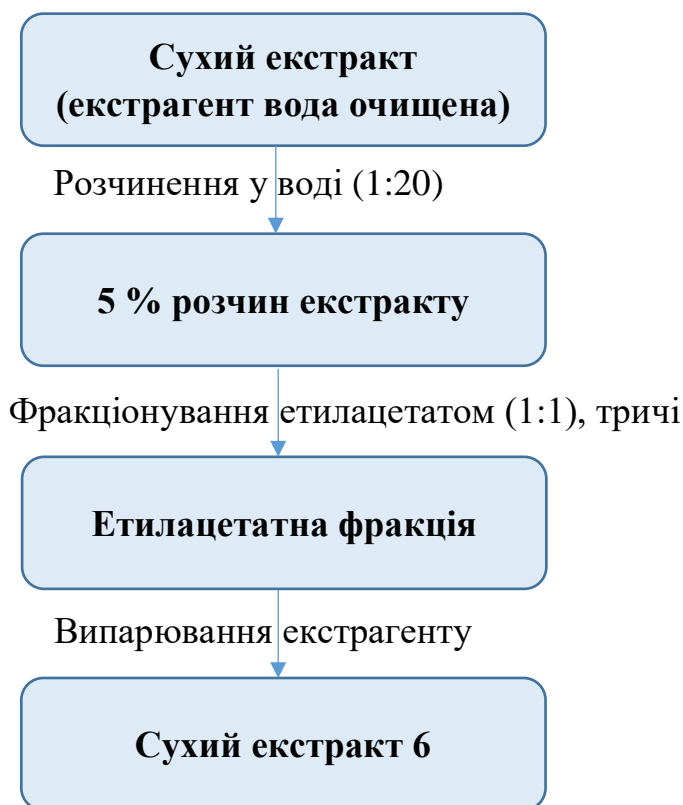 Сухий екстракт
(екстрагент вода очищена)
Розчинення у воді (1:20)
5 % розчин екстракту
Фракціонування етилацетатом (1:1), тричі
Етилацетатна фракція
Випарювання екстрагенту
Сухий екстракт 6